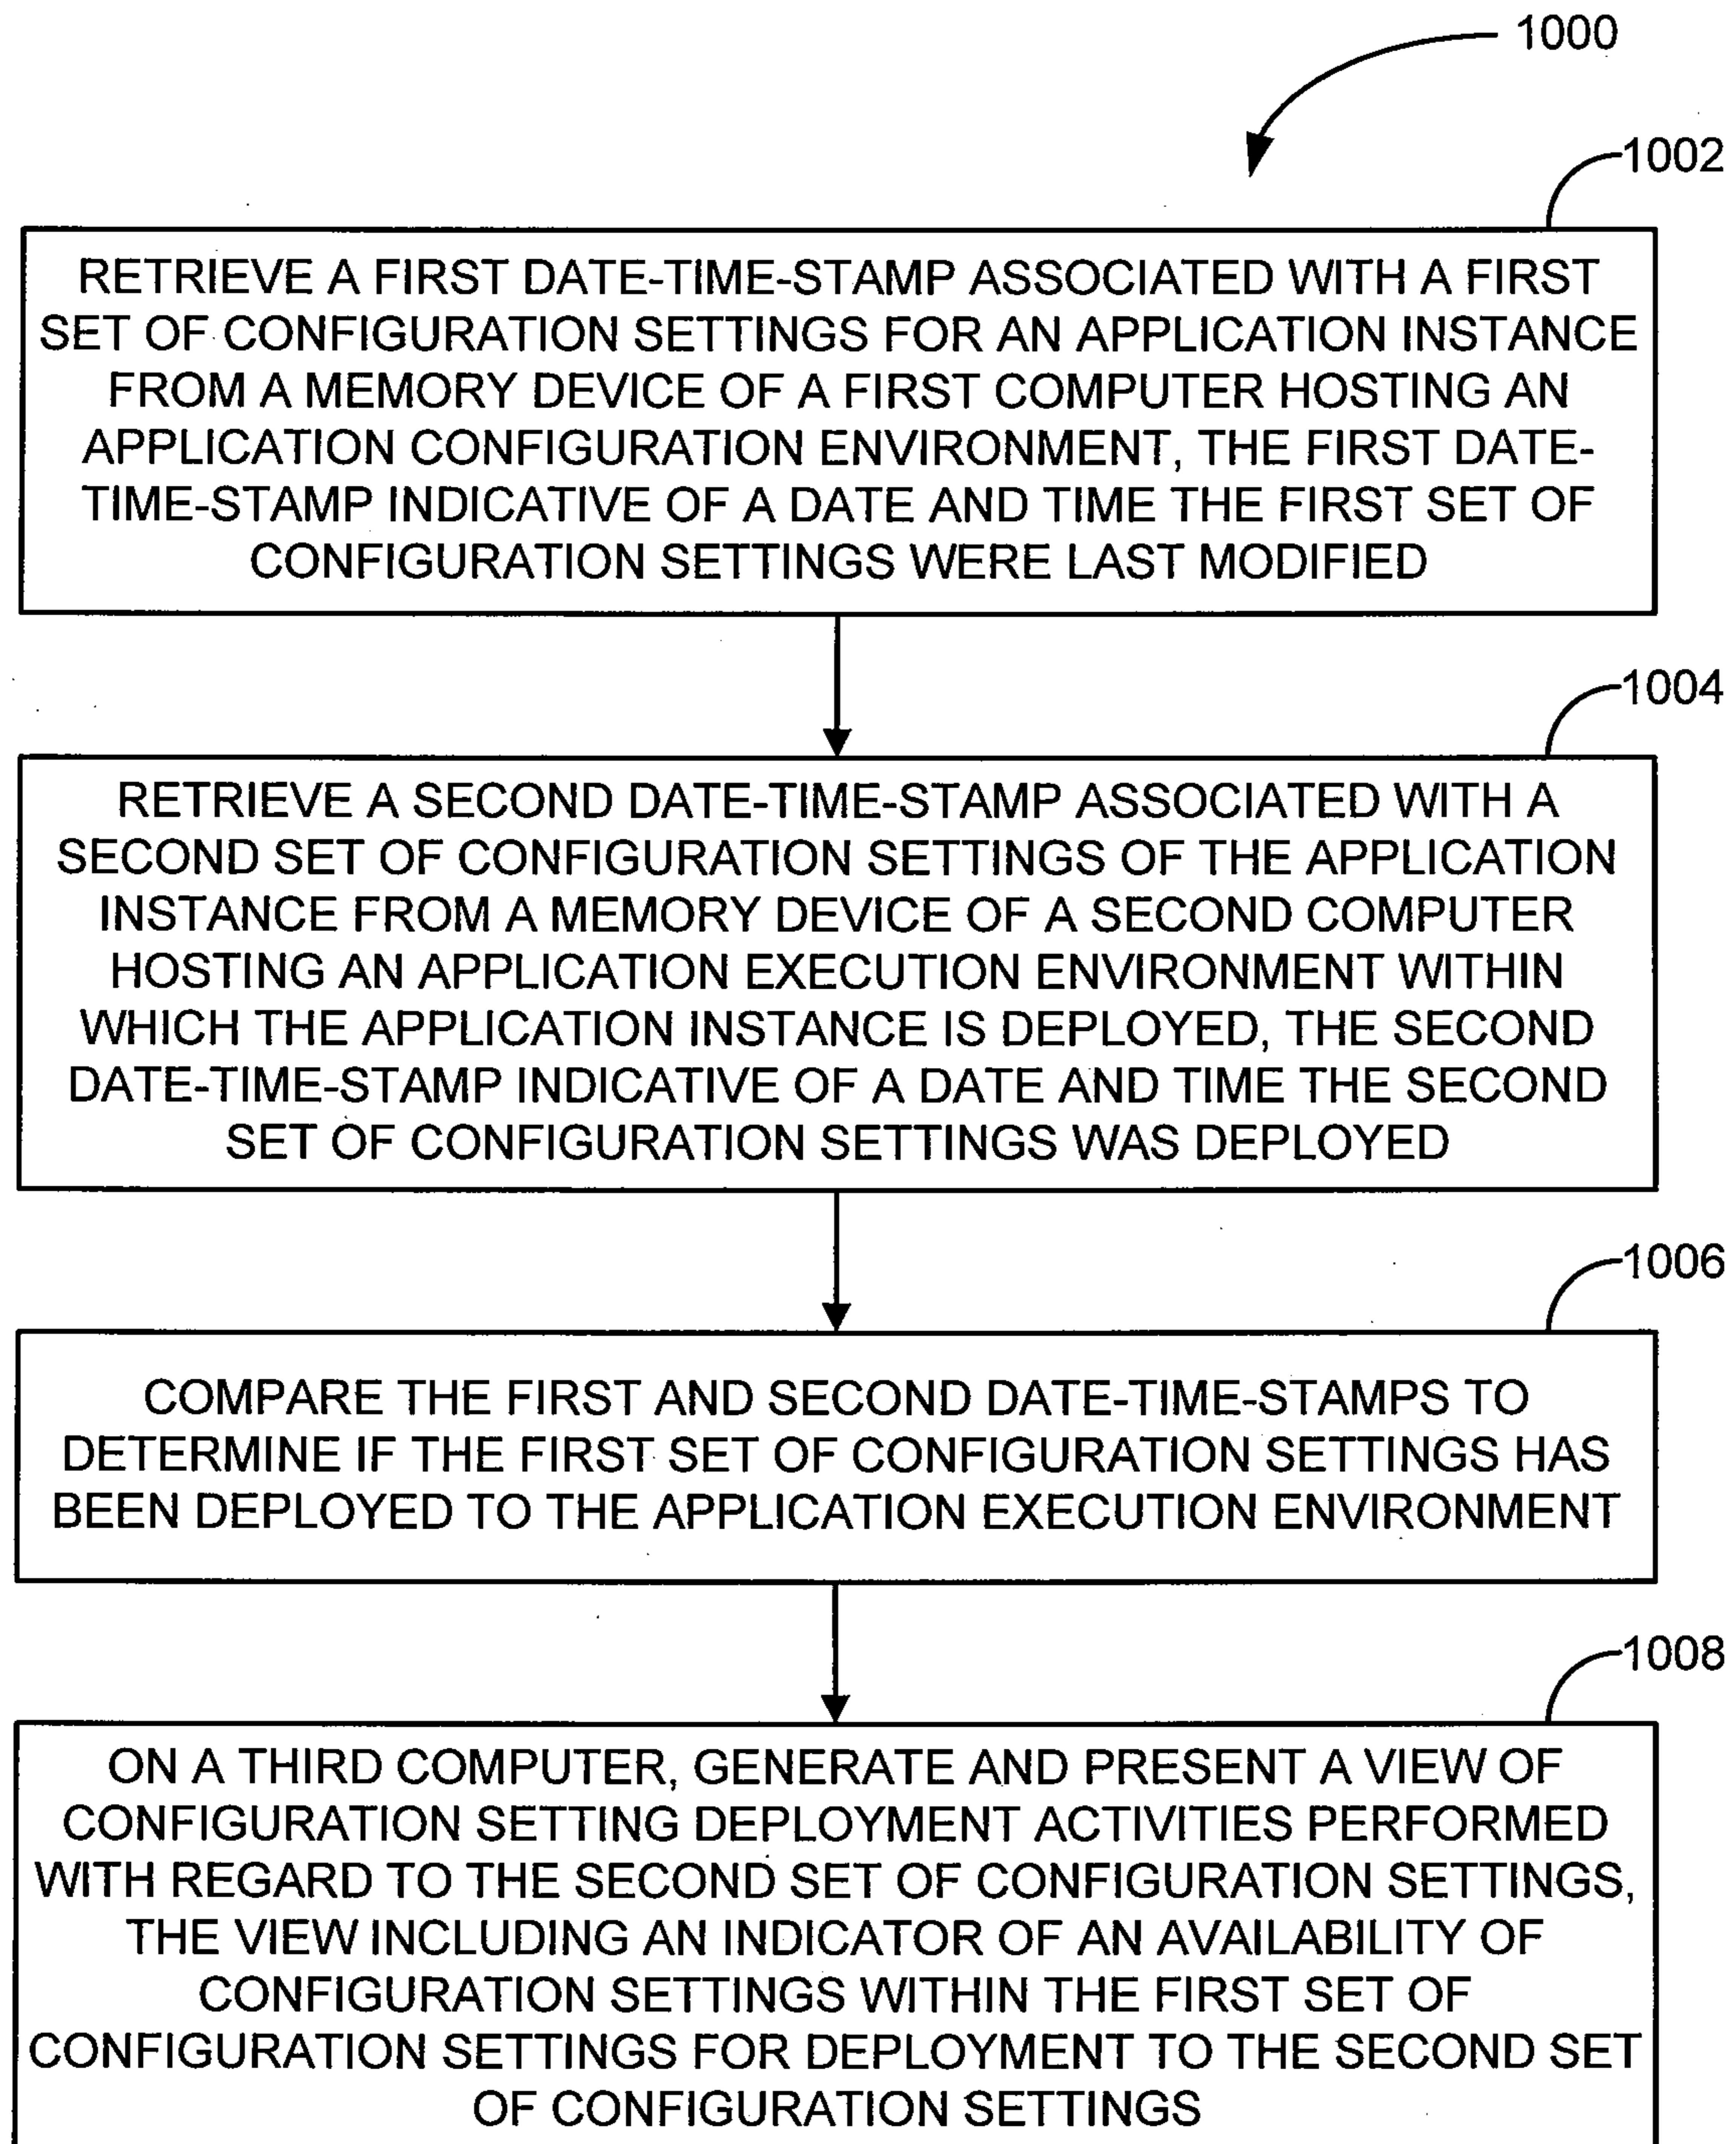 1000
1002
RETRIEVE A FIRST DATE-TIME-STAMP ASSOCIATED WITH A FIRST
SET OF CONFIGURATION SETTINGS FOR AN APPLICATION INSTANCE
FROM A MEMORY DEVICE OF A FIRST COMPUTER HOSTING AN
APPLICATION CONFIGURATION ENVIRONMENT, THE FIRST DATE-
TIME-STAMP INDICATIVE OF A DATE AND TIME THE FIRST SET OF
CONFIGURATION SETTINGS WERE LAST MODIFIED
1004
RETRIEVE A SECOND DATE-TIME-STAMP ASSOCIATED WITH A
SECOND SET OF CONFIGURATION SETTINGS OF THE APPLICATION
INSTANCE FROM A MEMORY DEVICE OF A SECOND COMPUTER
HOSTING AN APPLICATION EXECUTION ENVIRONMENT WITHIN
WHICH THE APPLICATION INSTANCE IS DEPLOYED, THE SECOND
DATE-TIME-STAMP INDICATIVE OF A DATE AND TIME THE SECOND
SET OF CONFIGURATION SETTINGS WAS DEPLOYED
1006
COMPARE THE FIRST AND SECOND DATE-TIME-STAMPS TO
DETERMINE IF THE FIRST SET OF CONFIGURATION SETTINGS HAS
BEEN DEPLOYED TO THE APPLICATION EXECUTION ENVIRONMENT
1008
ON A THIRD COMPUTER, GENERATE AND PRESENT A VIEW OF
CONFIGURATION SETTING DEPLOYMENT ACTIVITIES PERFORMED
WITH REGARD TO THE SECOND SET OF CONFIGURATION SETTINGS,
THE VIEW INCLUDING AN INDICATOR OF AN AVAILABILITY OF
CONFIGURATION SETTINGS WITHIN THE FIRST SET OF
CONFIGURATION SETTINGS FOR DEPLOYMENT TO THE SECOND SET
OF CONFIGURATION SETTINGS